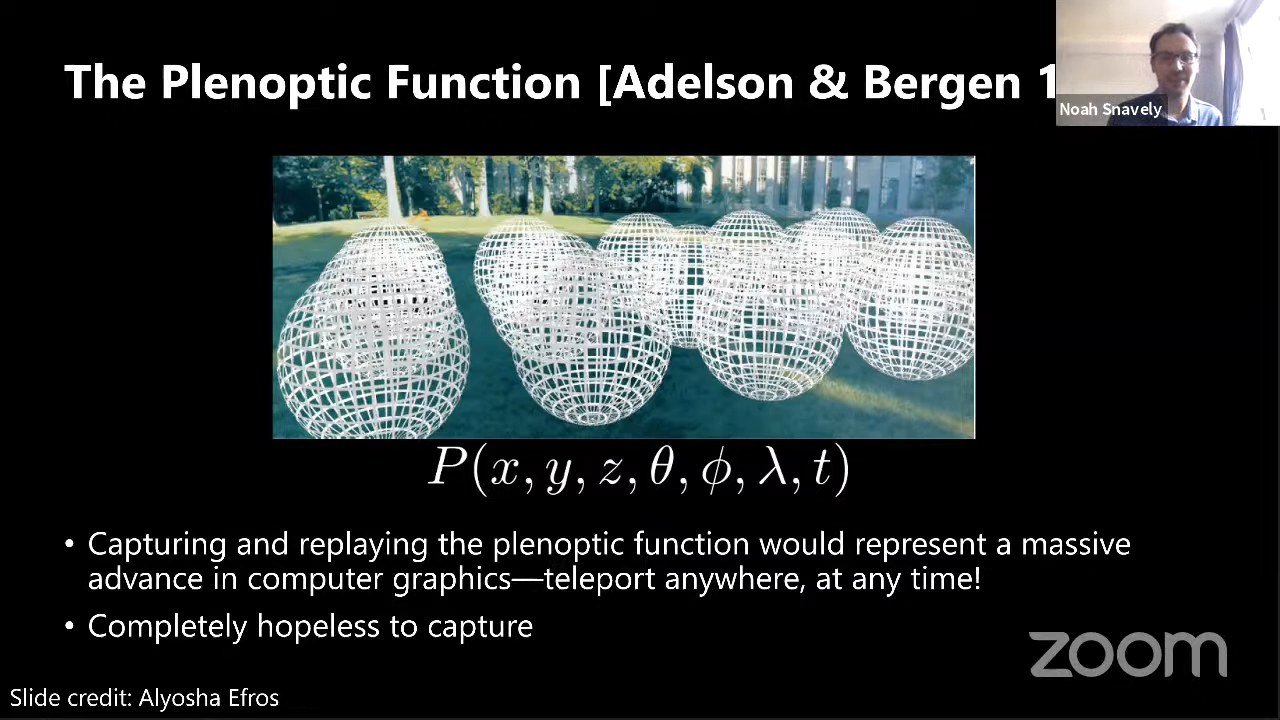 The Plenoptic Function [Adelson & Bergen 1
Noah Snavely
P(x, y, z, θ, ϕ, λ, t)
• Capturing and replaying the plenoptic function would represent a massive
advance in computer graphics—teleport anywhere, at any time!
• Completely hopeless to capture
zoom
Slide credit: Alyosha Efros